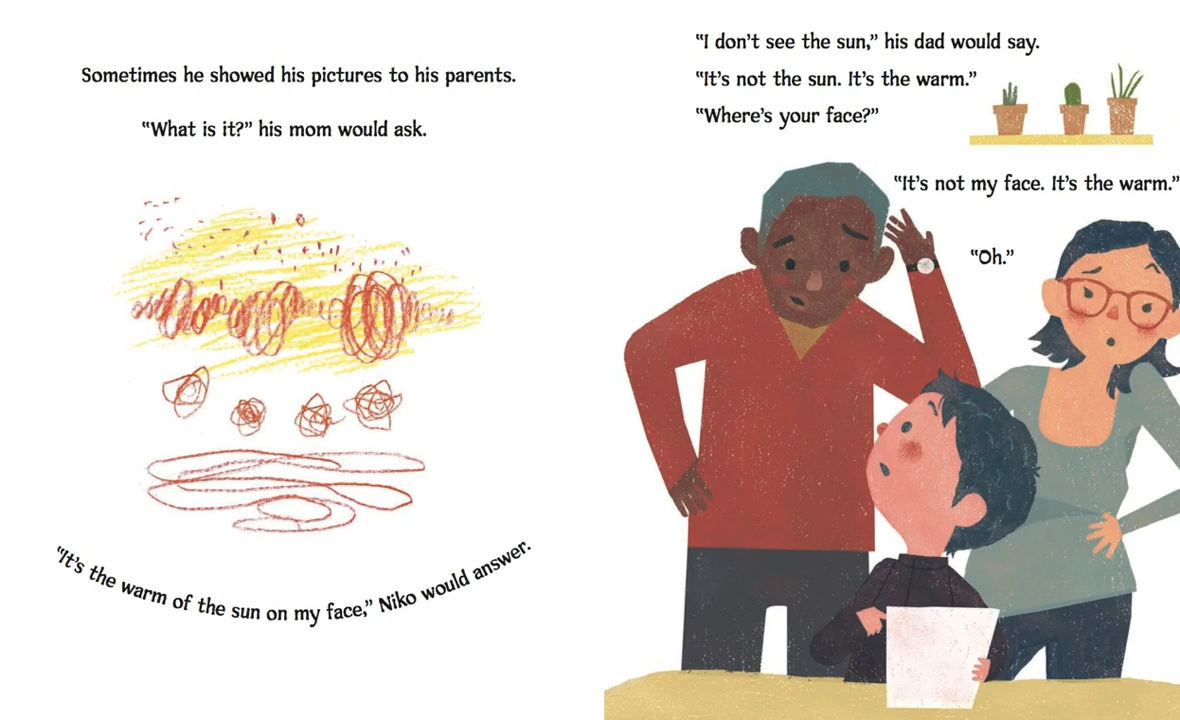 Sometimes he showed his pictures to his parents.
“What is it?” his mom would ask.
“It’s the warm of the sun on my face,” Niko would answer.
“I don’t see the sun,” his dad would say.
“It’s not the sun. It’s the warm.”
“Where’s your face?”
“It’s not my face. It’s the warm.”
“Oh.”